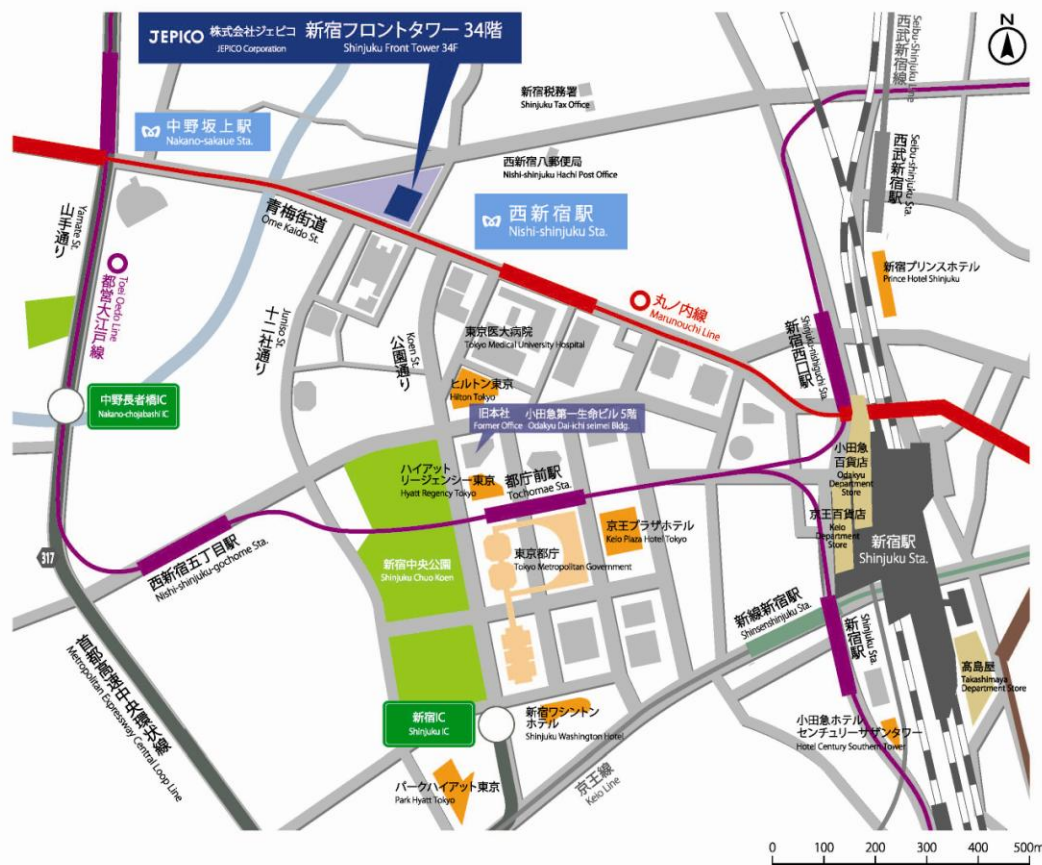 JEPICO 株式会社ジェピコ 新宿フロントタワー 34階
JEPICO Corporation Shinjuku Front Tower 34F
西武新宿線
Seibu-Shinjuku Line
N
新宿税務署
Shinjuku Tax Office
中野坂上駅
Nakano-sakaue Sta.
西新宿八郵便局
Nishi-shinjuku Hachi Post Office
西武新宿駅
Seibu-shinjuku Sta.
山手通り
Yamate St.
青梅街道
Ome Kaido St.
西新宿駅
Nishi-shinjuku Sta.
新宿プリンスホテル
Prince Hotel Shinjuku
都営大江戸線
Toei Oedo Line
丸ノ内線
Marunouchi Line
十二社通り
Juniso St.
公園通り
Koen St.
東京医大病院
Tokyo Medical University Hospital
新宿西口駅
Shinjuku-nishiguchi Sta.
ヒルトン東京
Hilton Tokyo
中野長者橋IC
Nakano-chojabashi IC
旧本社 小田急第一生命ビル 5階
Former Office Odakyu Dai-ichi seimei Bldg.
小田急
百貨店
Odakyu
Department
Store
ハイアット
リージェンシー東京
Hyatt Regency Tokyo
都庁前駅
Tochomae Sta.
京王百貨店
Keio
Department
Store
京王プラザホテル
Keio Plaza Hotel Tokyo
新宿駅
Shinjuku Sta.
317
西新宿五丁目駅
Nishi-shinjuku-gochome Sta.
新宿中央公園
Shinjuku Chuo Koen
東京都庁
Tokyo Metropolitan Government
新線新宿駅
Shinsenshinjuku Sta.
新宿駅
Shinjuku Sta.
髙島屋
Takashimaya
Department Store
首都高速中央環状線
Metropolitan Expressway Central Loop Line
新宿IC
Shinjuku IC
新宿ワシントン
ホテル
Shinjuku Washington Hotel
小田急ホテル
センチュリーサザンタワー
Hotel Century Southern Tower
パークハイアット東京
Park Hyatt Tokyo
京王線
Keio Line
0 100 200 300 400 500m